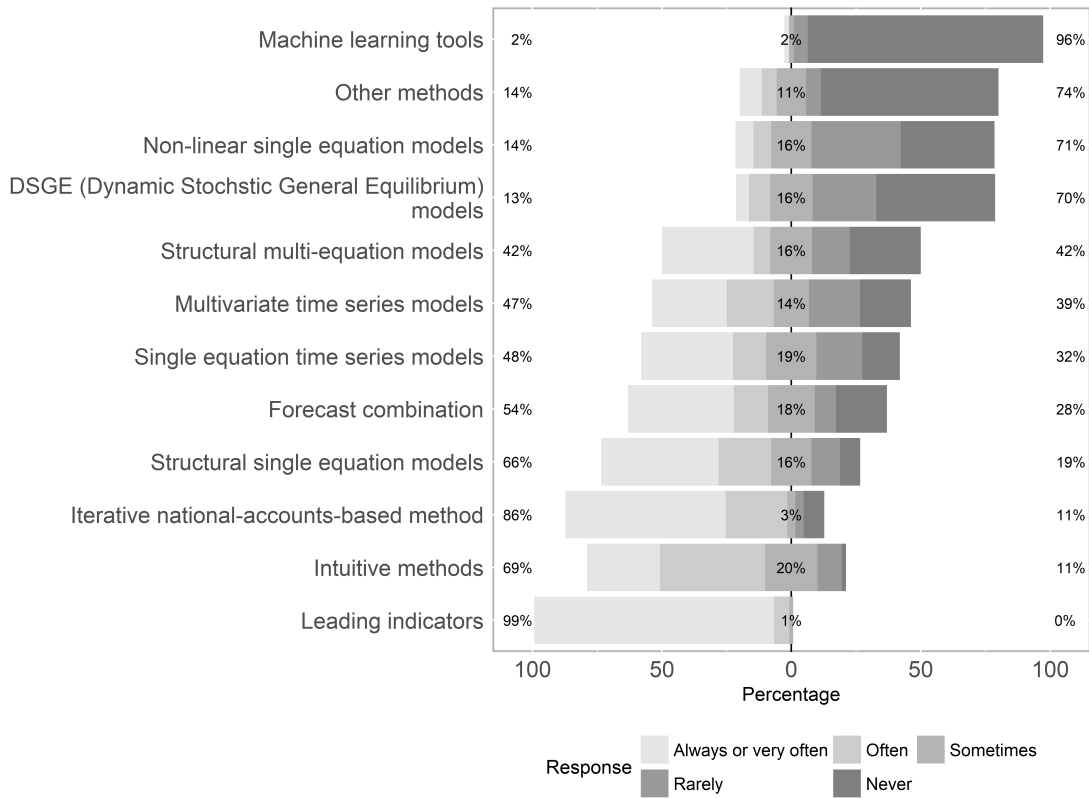 Machine learning tools 2% 2% 96%
Other methods 14% 11% 74%
Non-linear single equation models 14% 16% 71%
DSGE (Dynamic Stochstic General Equilibrium)
models 13% 16% 70%
Structural multi-equation models 42% 16% 42%
Multivariate time series models 47% 14% 39%
Single equation time series models 48% 19% 32%
Forecast combination 54% 18% 28%
Structural single equation models 66% 16% 19%
Iterative national-accounts-based method 86% 3% 11%
Intuitive methods 69% 20% 11%
Leading indicators 99% 1% 0%
100 50 0 50 100
Percentage
Response
Always or very often Often Sometimes
Rarely Never